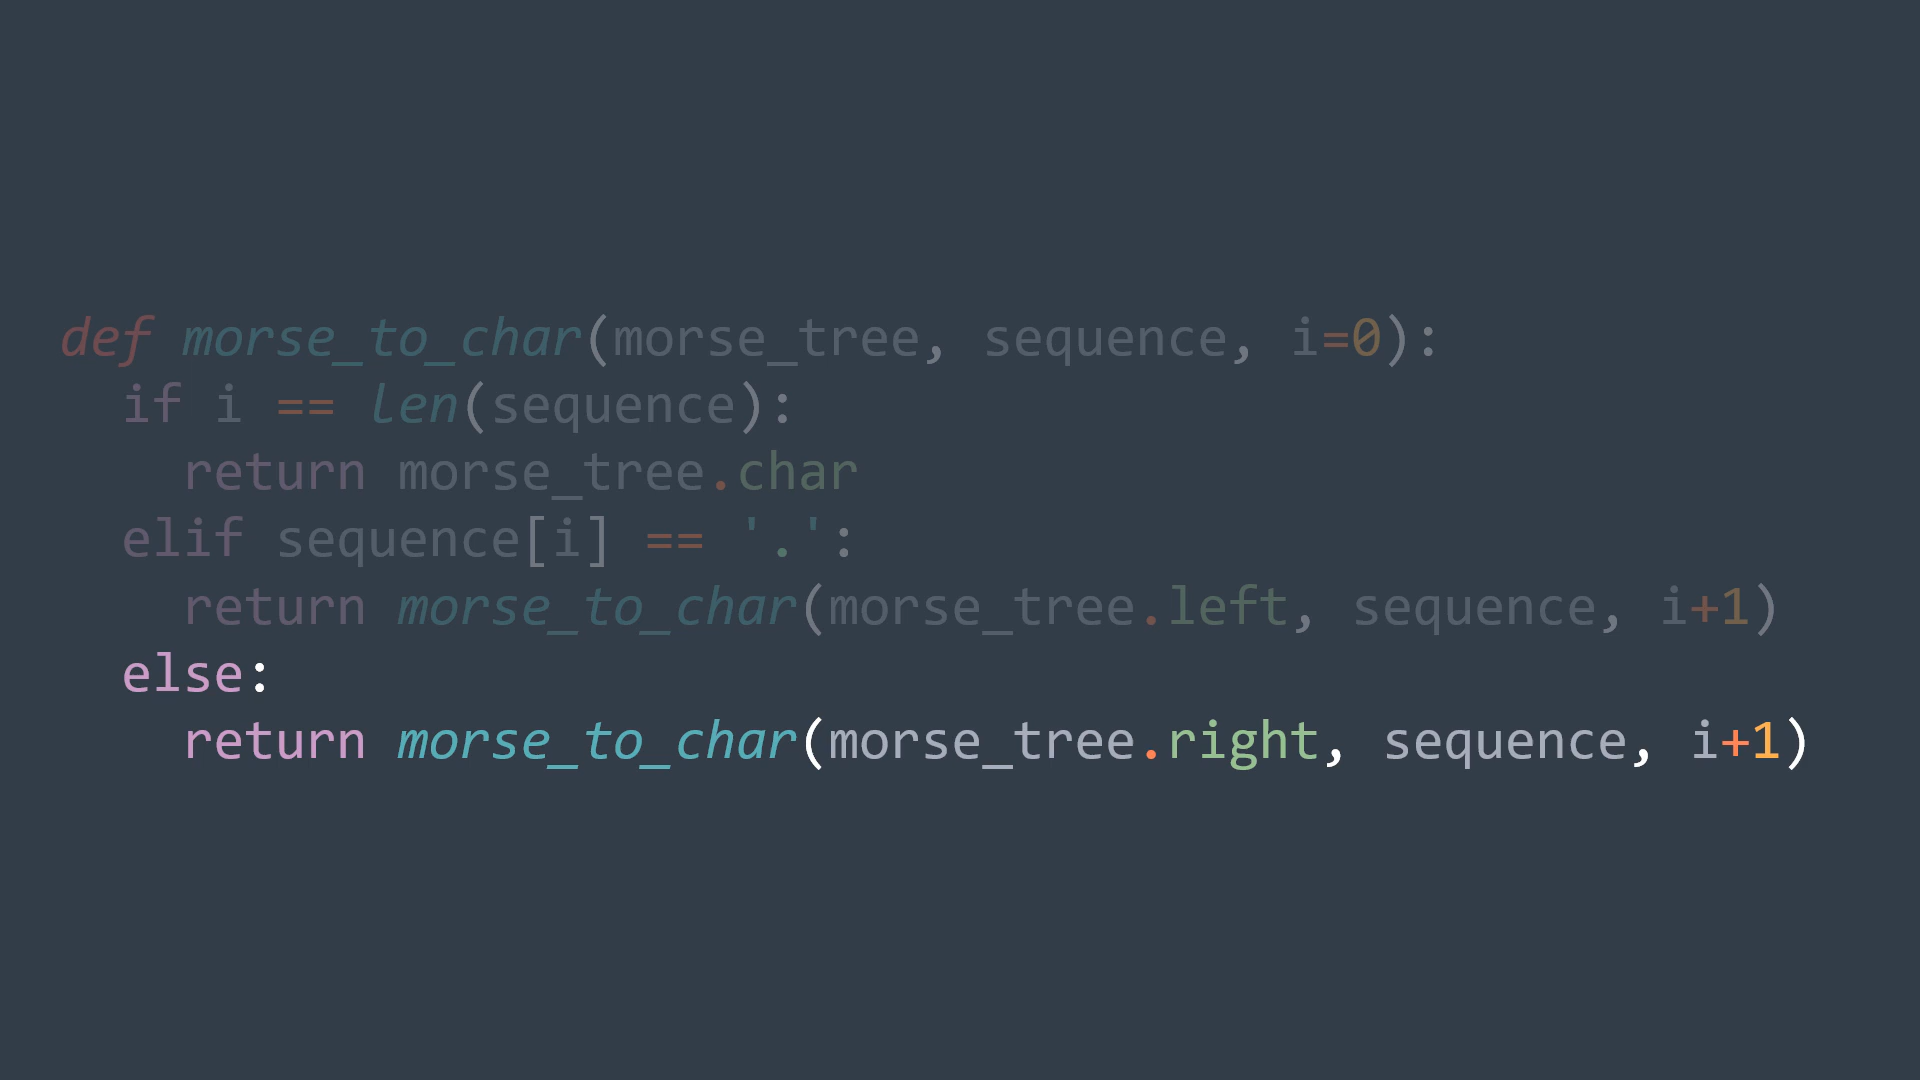 def morse_to_char(morse_tree, sequence, i=0):
  if i == len(sequence):
    return morse_tree.char
  elif sequence[i] == '.':
    return morse_to_char(morse_tree.left, sequence, i+1)
  else:
    return morse_to_char(morse_tree.right, sequence, i+1)